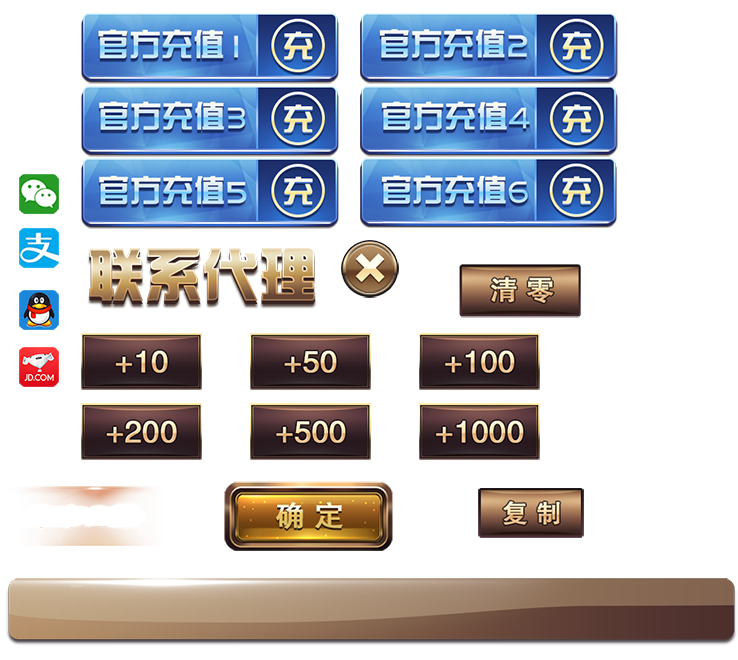 官方充值1 充
官方充值2 充
官方充值3 充
官方充值4 充
官方充值5 充
官方充值6 充
支
联系代理
清零
JD.COM
+10
+50
+100
+200
+500
+1000
确定
复制